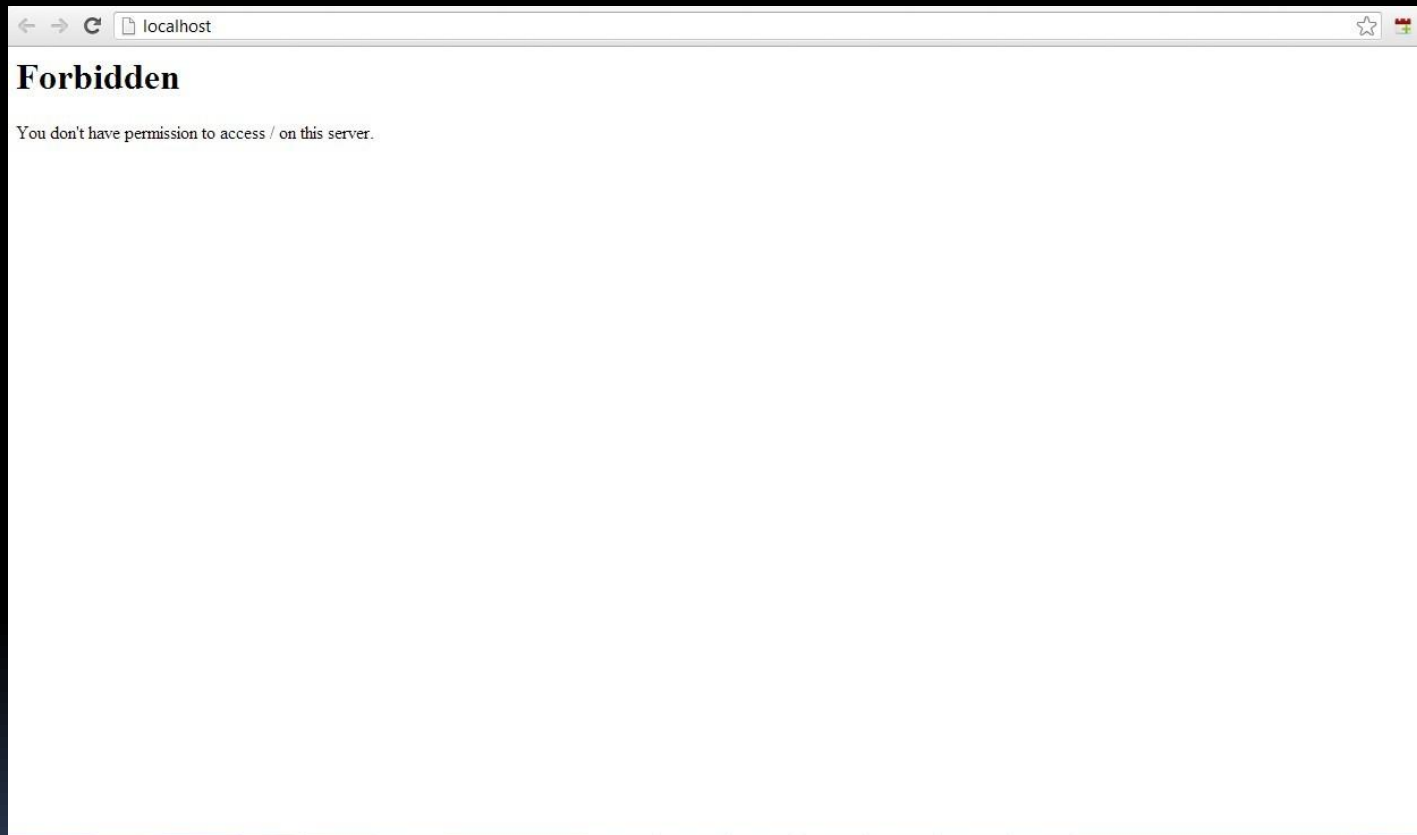 localhost
Forbidden
You don't have permission to access / on this server.